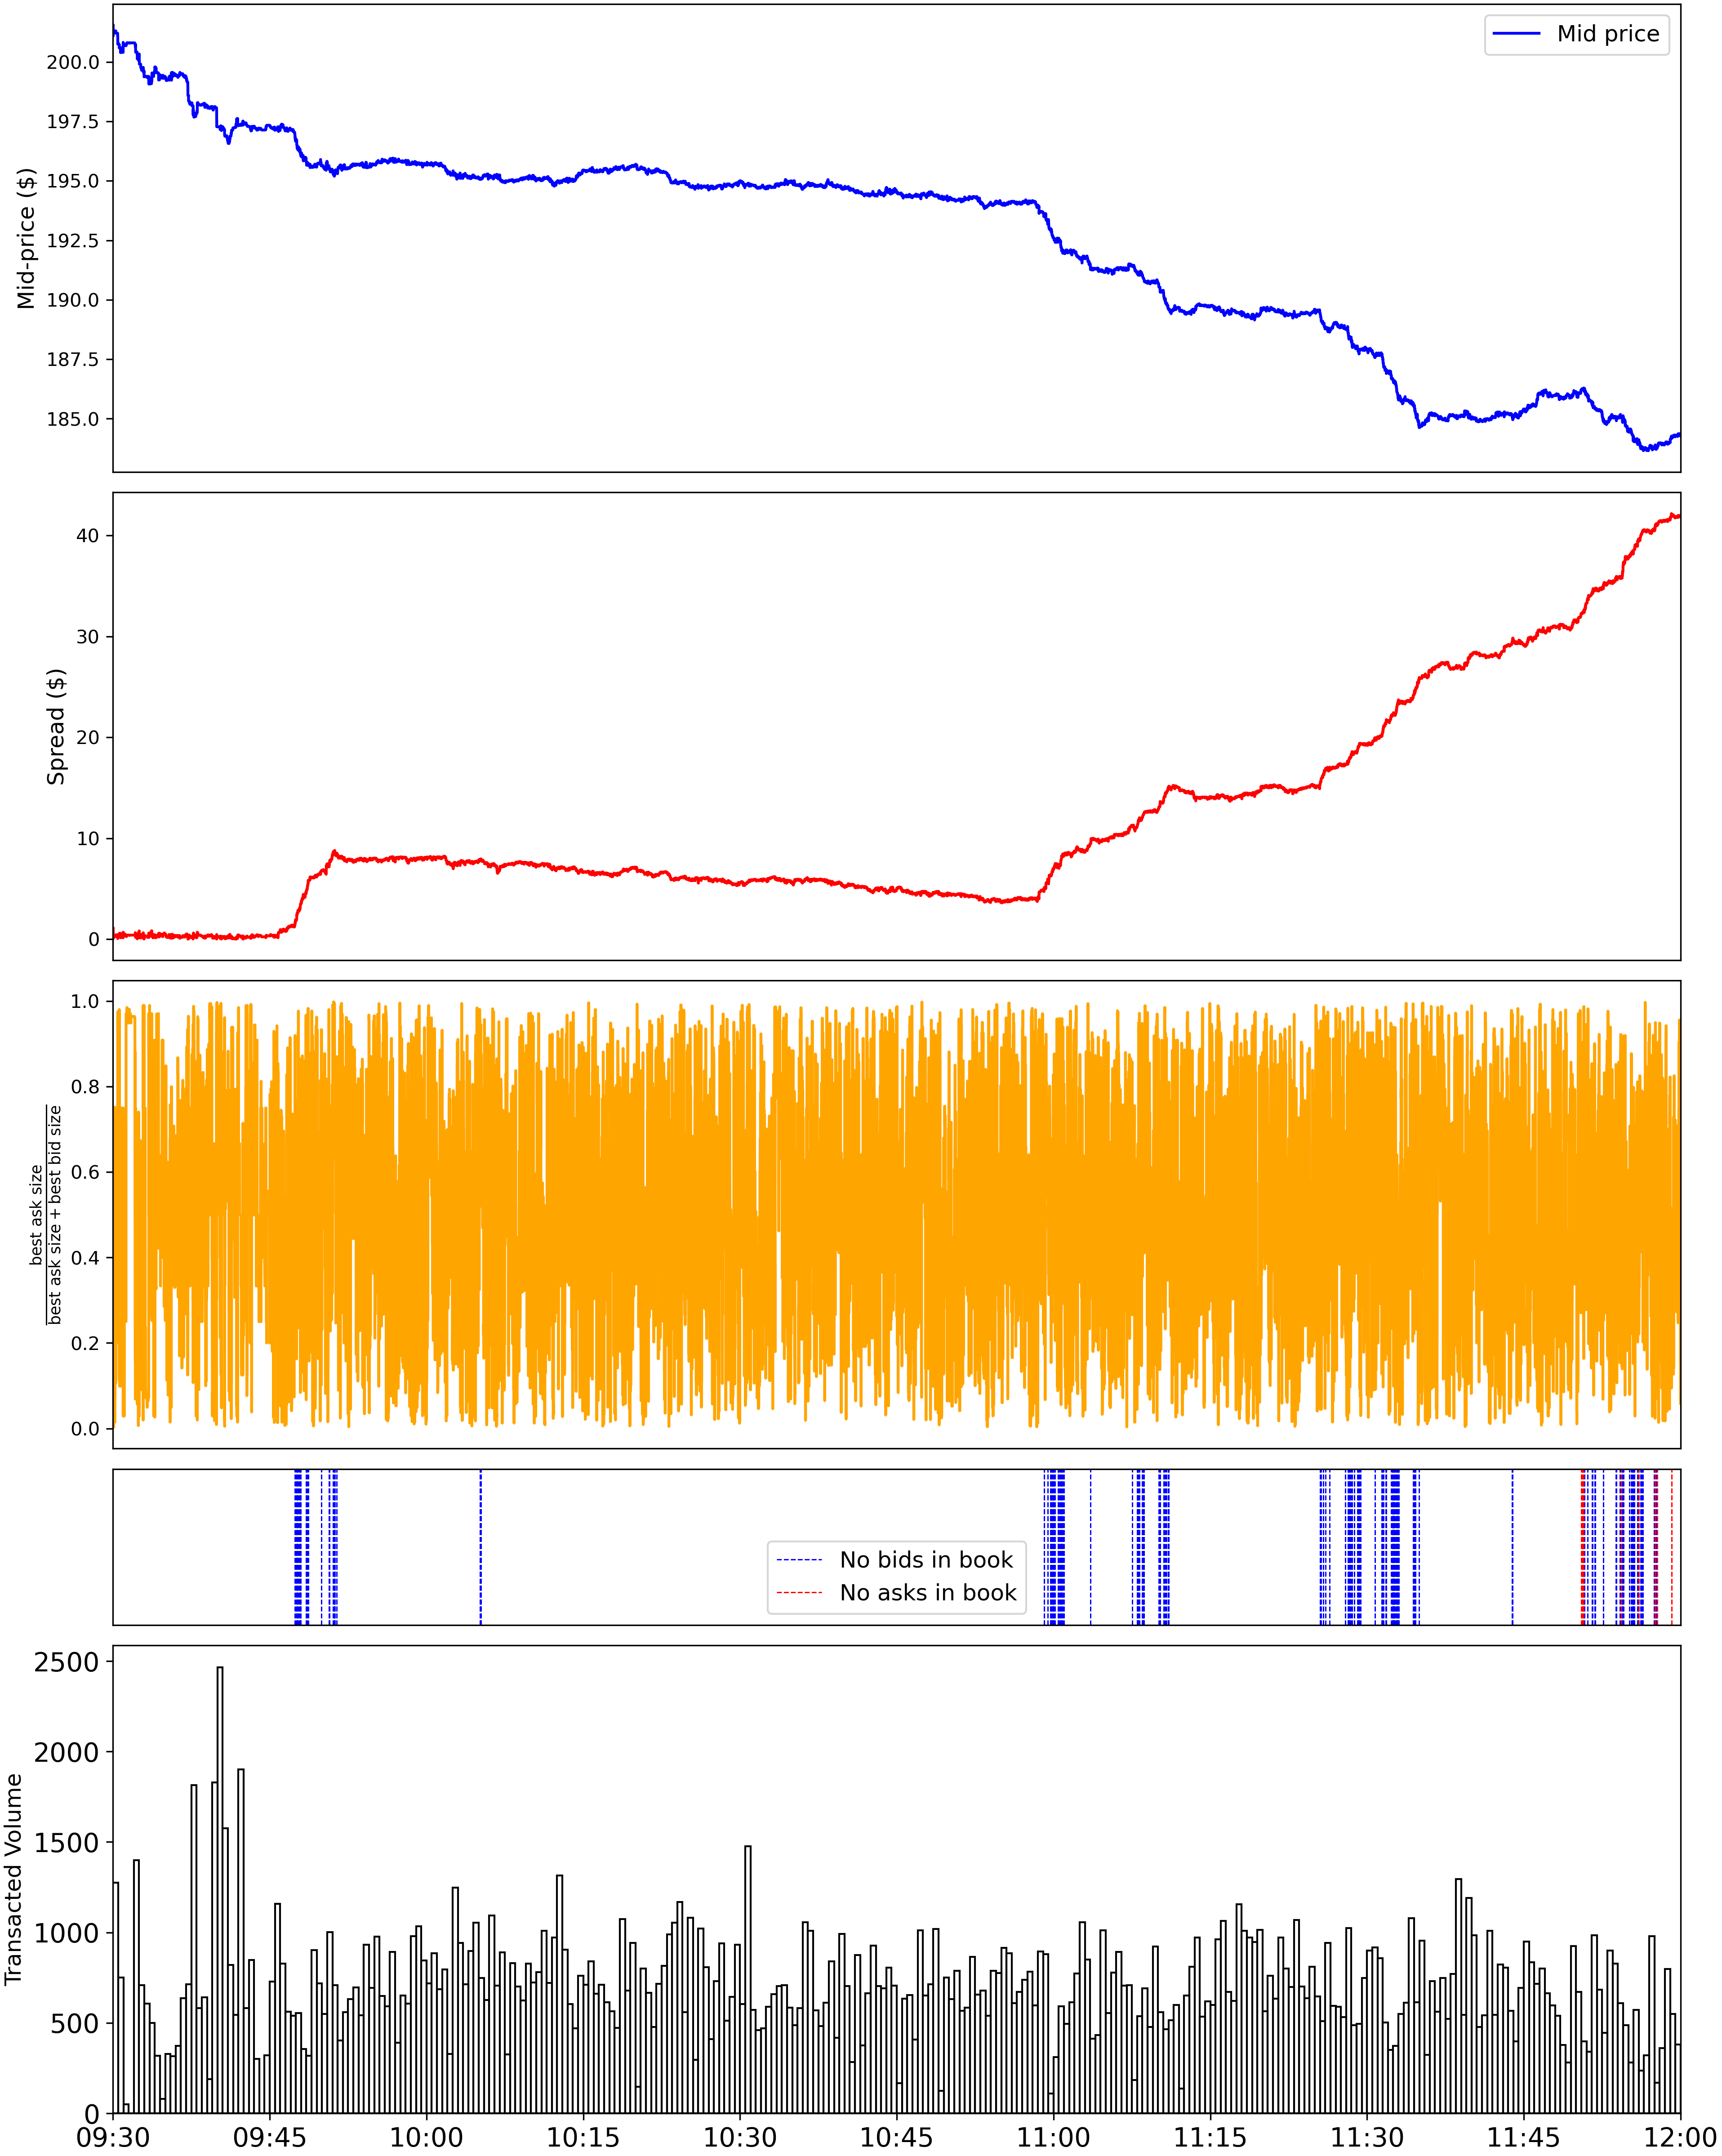 Mid price
200.0
197.5
195.0
192.5
190.0
187.5
185.0
Mid-price ($)
40
30
20
10
0
Spread ($)
1.0
0.8
0.6
0.4
0.2
0.0
best ask size
best ask size + best bid size
No bids in book
No asks in book
2500
2000
1500
1000
500
0
Transacted Volume
09:30 09:45 10:00 10:15 10:30 10:45 11:00 11:15 11:30 11:45 12:00